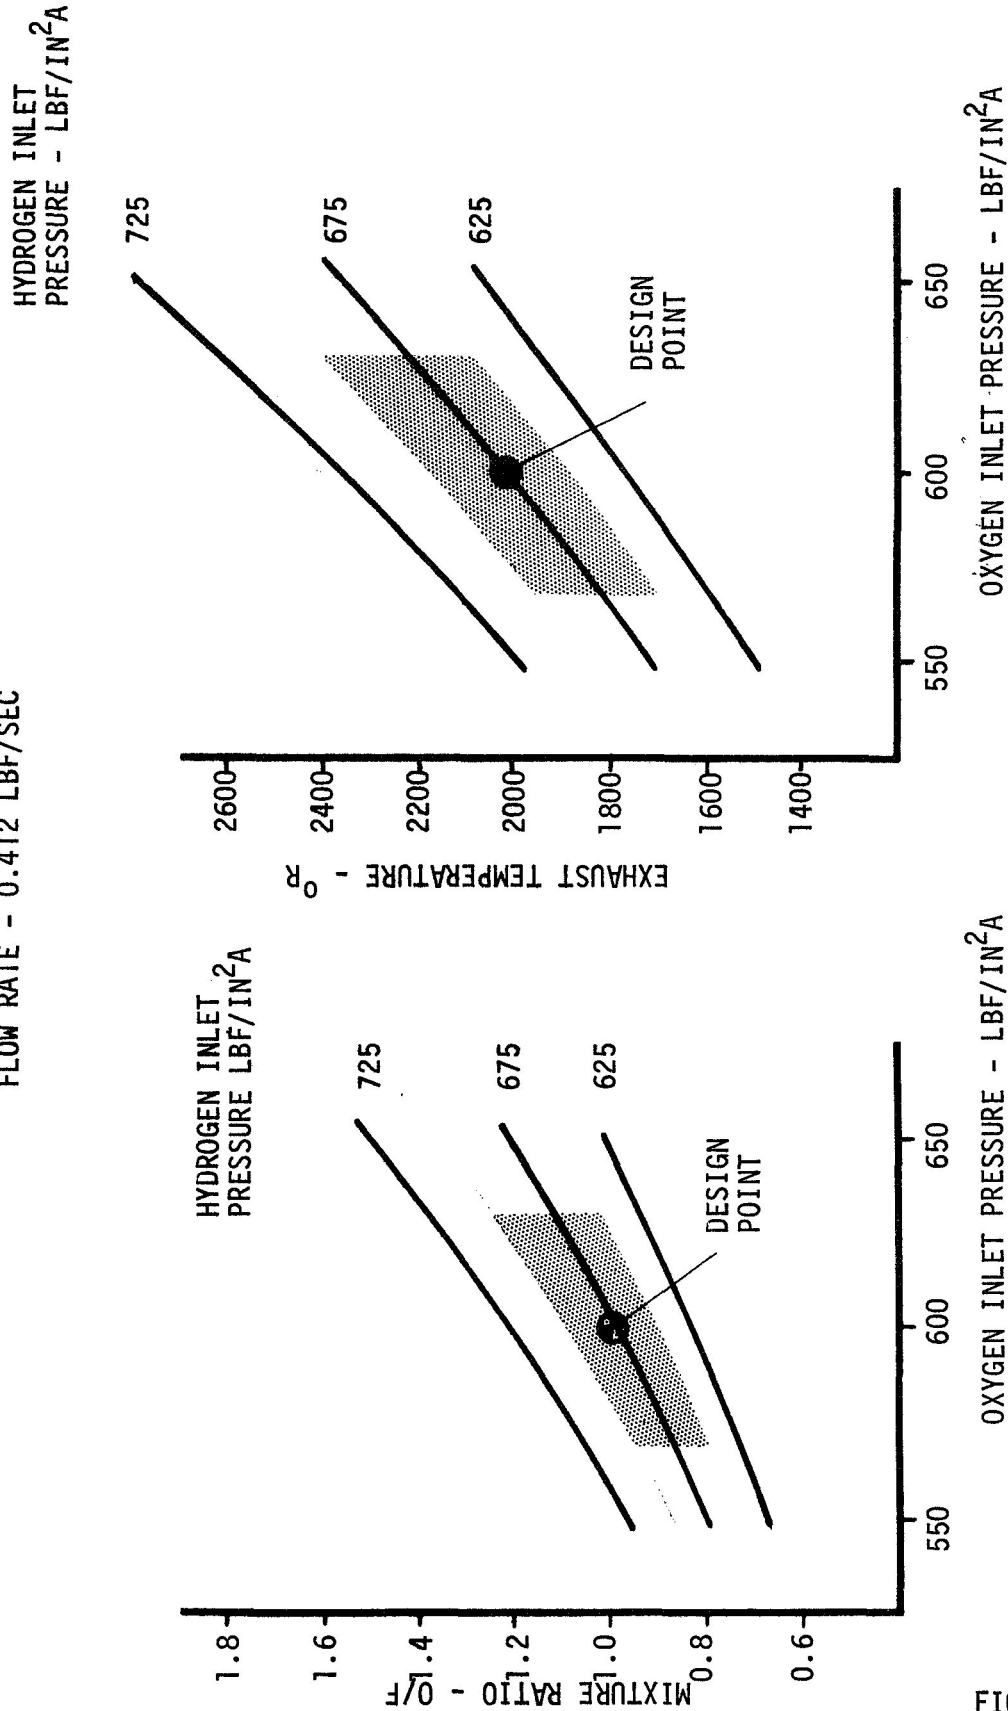 FLOW RATE - 0.412 LBF/SEC
HYDROGEN INLET
PRESSURE LBF/IN²A
725
675
625
DESIGN
POINT
1.8
1.6
1.4
1.2
1.0
0.8
0.6
MIXTURE RATIO - O/F
550
600
650
OXYGEN INLET PRESSURE - LBF/IN²A
HYDROGEN INLET
PRESSURE - LBF/IN²A
725
675
625
DESIGN
POINT
2600
2400
2200
2000
1800
1600
1400
EXHAUST TEMPERATURE - ᴼR
550
600
650
OXYGEN INLET PRESSURE - LBF/IN²A